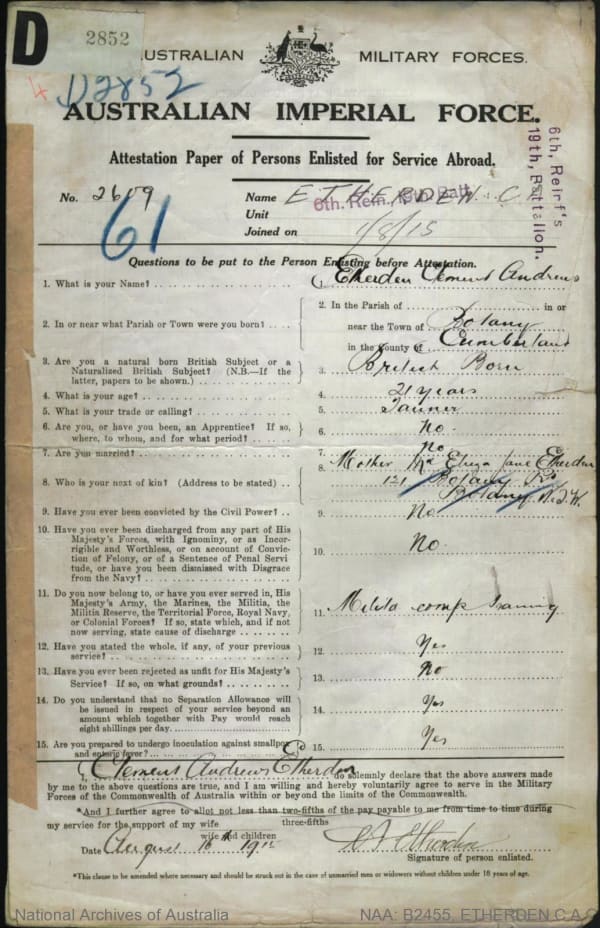 D
2852
4 D2852
AUSTRALIAN MILITARY FORCES.
AUSTRALIAN IMPERIAL FORCE.
6th, Reinf's
19th, Battalion.
Attestation Paper of Persons Enlisted for Service Abroad.
No. 2609 Name ETHERDEN. C. A.
6th. Rein, 19th Batt.
61
Unit
Joined on 1/8/15
Questions to be put to the Person Enlisting before Attestation.
1. What is your Name? 1. Etherden Clement Andrews
2. In or near what Parish or Town were you born? 2. In the Parish of in or
near the Town of Botany
in the County of Cumberland
3. Are you a natural born British Subject or a
Naturalized British Subject? (N.B.—If the
latter, papers to be shown.) 3. British Born
4. What is your age? 4. 21 years
5. What is your trade or calling? 5. Tanner
6. Are you, or have you been, an Apprentice? If so,
where, to whom, and for what period? 6. No.
7. Are you married? 7. No
8. Who is your next of kin? (Address to be stated) 8. Mother Mrs Eliza Jane Etherden
121 Botany Rd
Botany N.S.W.
9. Have you ever been convicted by the Civil Power? 9. No
10. Have you ever been discharged from any part of His
Majesty's Forces, with Ignominy, or as Incor-
rigible and Worthless, or on account of Convic-
tion of Felony, or of a Sentence of Penal Servi-
tude, or have you been dismissed with Disgrace
from the Navy? 10. No
11. Do you now belong to, or have you ever served in, His
Majesty's Army, the Marines, the Militia, the
Militia Reserve, the Territorial Force, Royal Navy,
or Colonial Forces? If so, state which, and if not
now serving, state cause of discharge 11. Milita comp Training
12. Have you stated the whole, if any, of your previous
service? 12. Yes
13. Have you ever been rejected as unfit for His Majesty's
Service? If so, on what grounds? 13. No
14. Do you understand that no Separation Allowance will
be issued in respect of your service beyond an
amount which together with Pay would reach
eight shillings per day. 14. Yes
15. Are you prepared to undergo inoculation against smallpox
and enteric fever? 15. Yes
I, Clement Andrews Etherden do solemnly declare that the above answers made
by me to the above questions are true, and I am willing and hereby voluntarily agree to serve in the Military
Forces of the Commonwealth of Australia within or beyond the limits of the Commonwealth.
*And I further agree to allot not less than two-fifths of the pay payable to me from time to time during
three-fifths
my service for the support of my wife
wife and children
Date August 16 1915 C A Etherden
Signature of person enlisted.
*This clause to be amended where necessary and should be struck out in the case of unmarried men or widowers without children under 18 years of age.
National Archives of Australia NAA: B2455, ETHERDEN C A C